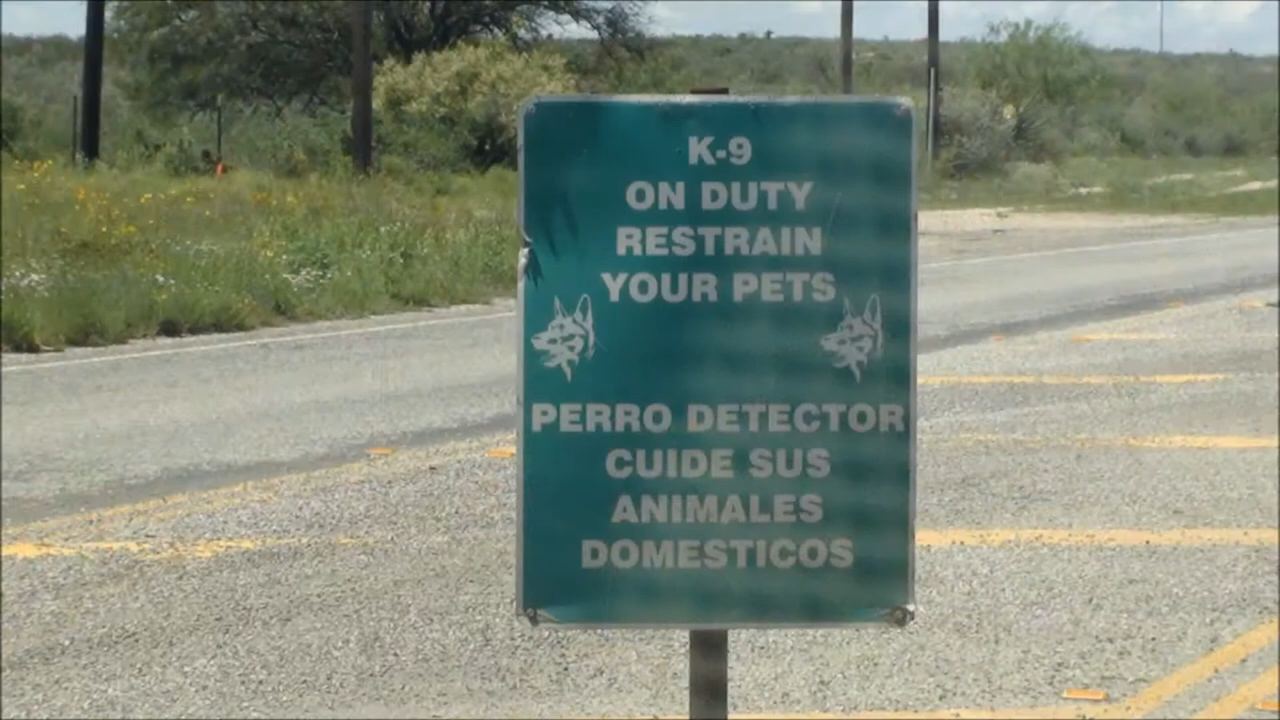 K-9
ON DUTY
RESTRAIN
YOUR PETS
PERRO DETECTOR
CUIDE SUS
ANIMALES
DOMESTICOS